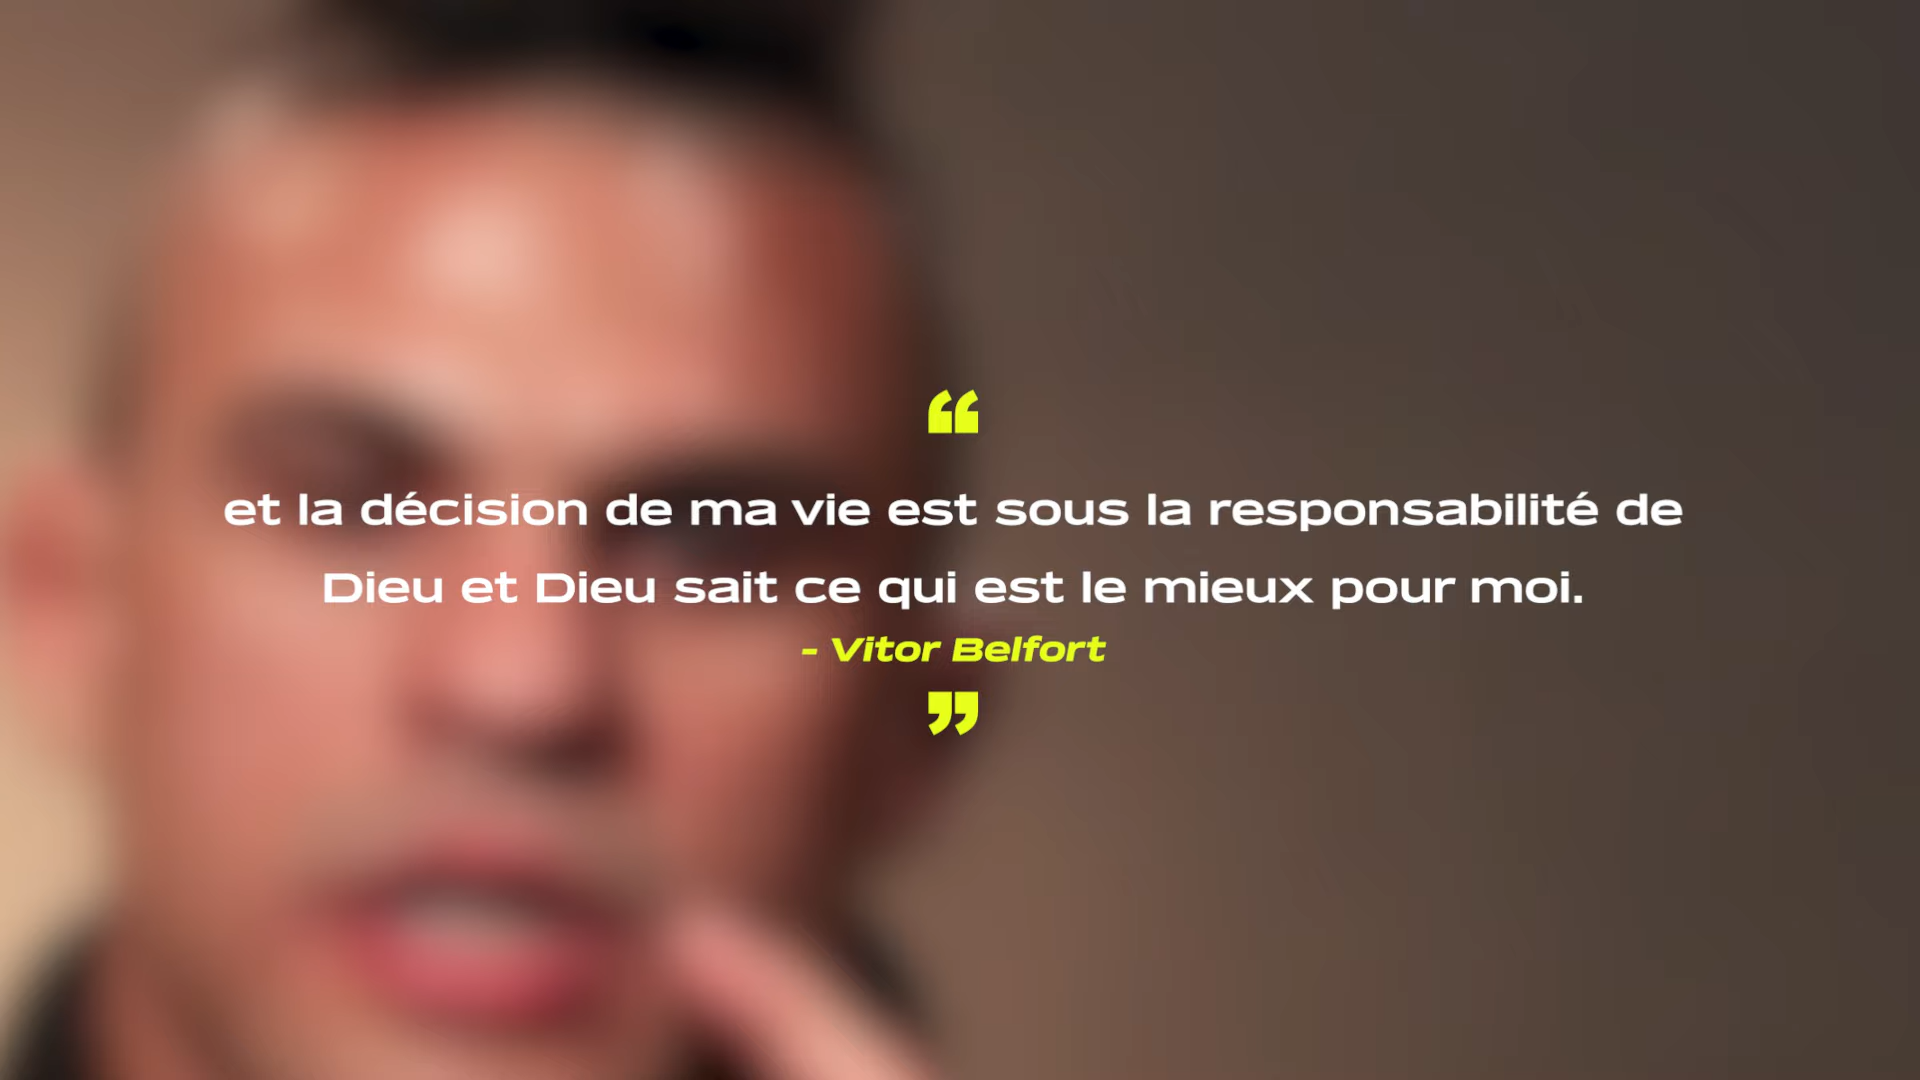 “
et la décision de ma vie est sous la responsabilité de
Dieu et Dieu sait ce qui est le mieux pour moi.
- Vitor Belfort
”